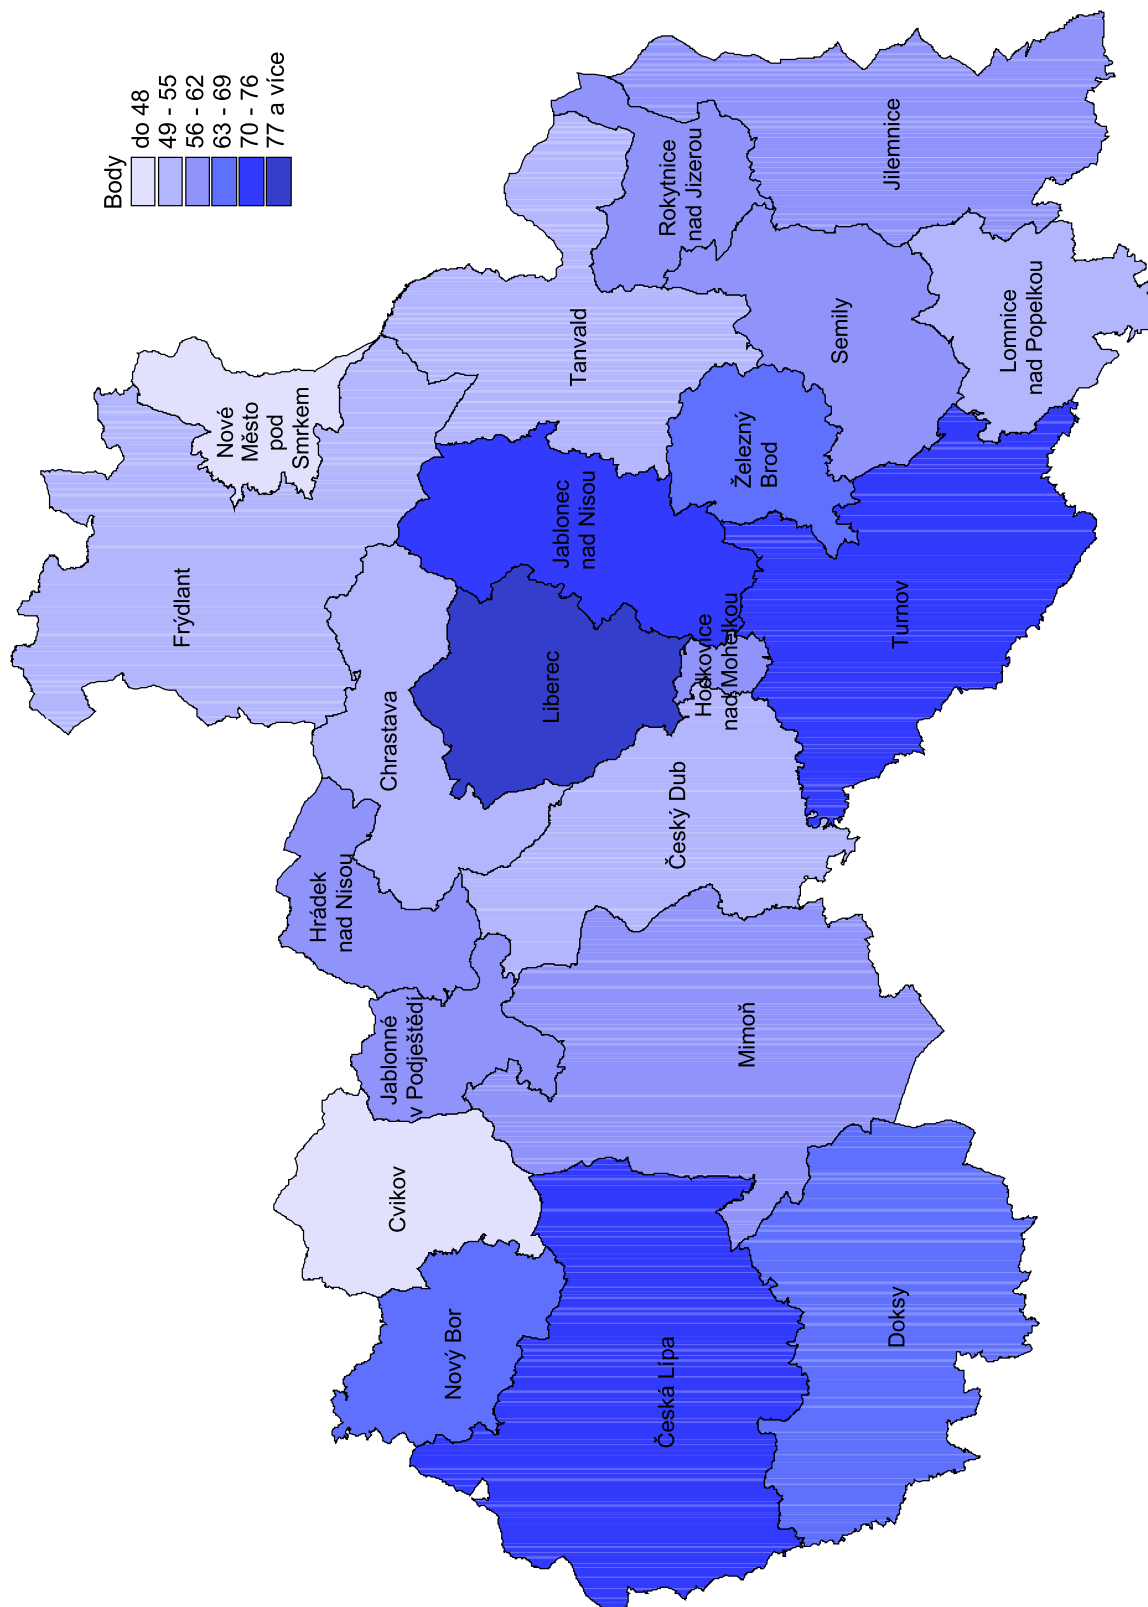 Body
do 48
49 - 55
56 - 62
63 - 69
70 - 76
77 a více
Frýdlant
Nové
Město
pod
Smrkem
Hrádek
nad Nisou
Chrastava
Jablonné
v Podještědí
Cvikov
Nový Bor
Liberec
Jablonec
nad Nisou
Tanvald
Rokytnice
nad Jizerou
Český Dub
Hodkovice
nad Mohelkou
Železný
Brod
Česká Lípa
Mimoň
Semily
Jilemnice
Turnov
Doksy
Lomnice
nad Popelkou